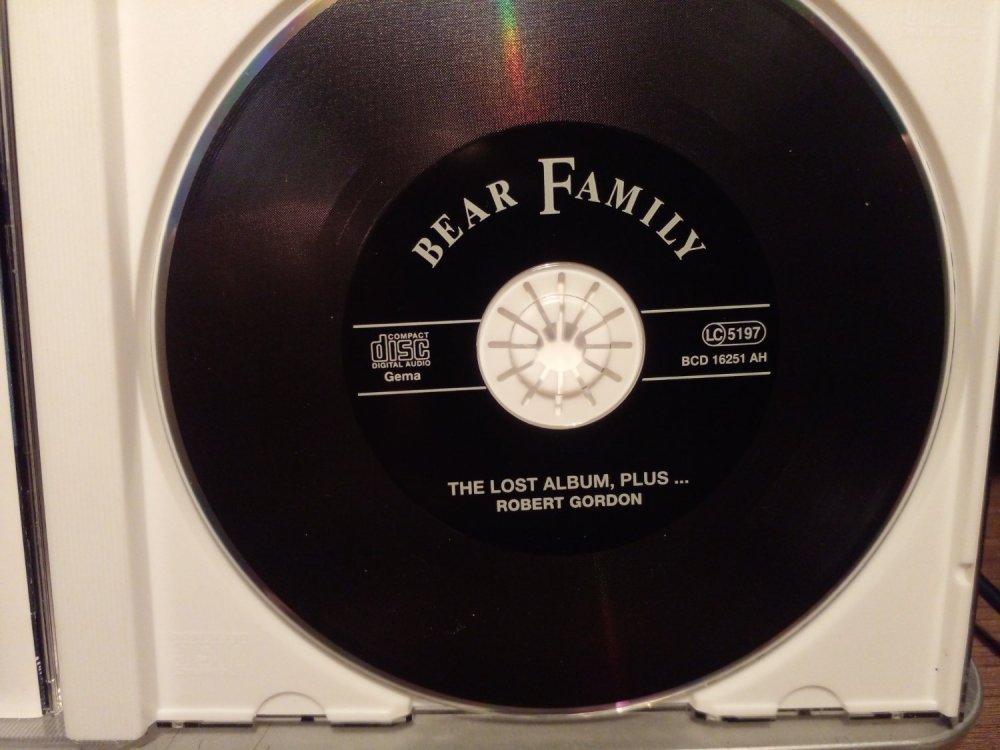 BEAR FAMILY
COMPACT
disc
DIGITAL AUDIO
Gema
LC 5197
BCD 16251 AH
THE LOST ALBUM, PLUS ...
ROBERT GORDON